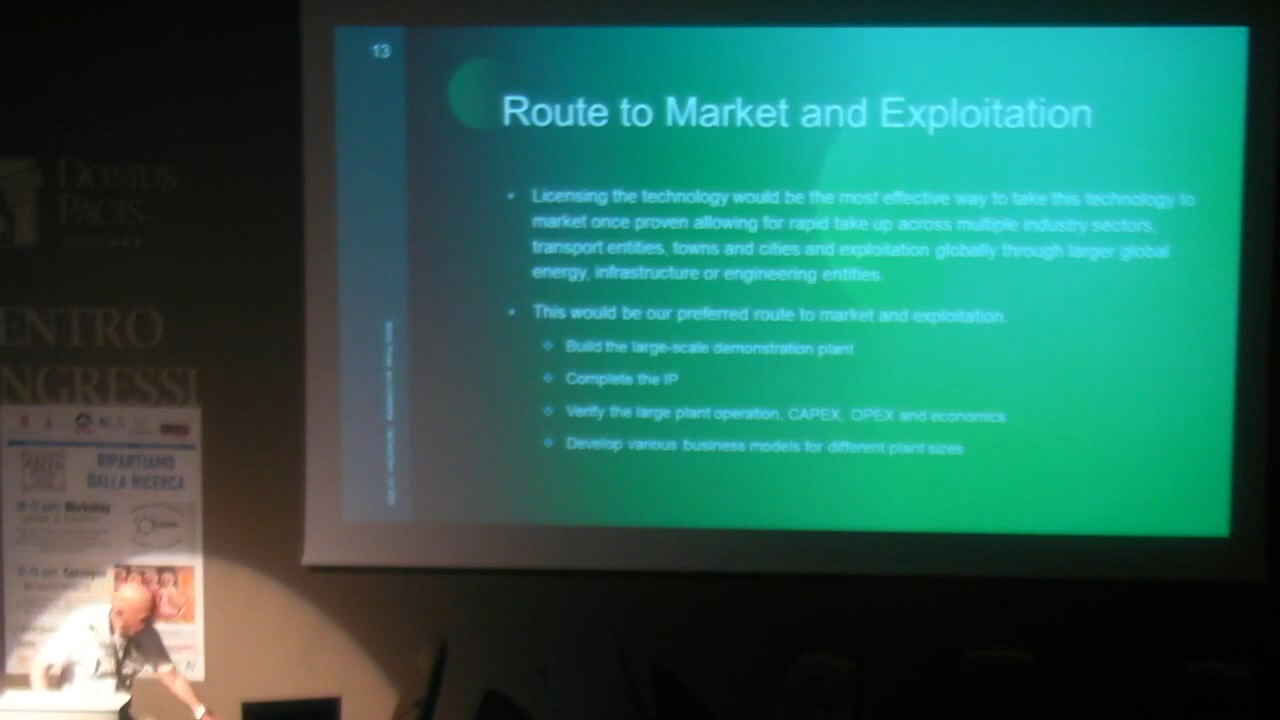 13
Route to Market and Exploitation
• Licensing the technology would be the most effective way to take this technology to
market once proven allowing for rapid take up across multiple industry sectors,
transport entities, towns and cities and exploitation globally through larger global
energy, infrastructure or engineering entities.
• This would be our preferred route to market and exploitation.
Build the large-scale demonstration plant
Complete the IP
Verify the large plant operation, CAPEX, OPEX and economics
Develop various business models for different plant sizes
DOMUS
PACIS
ENTRO
NGRESSI
RIPARTIAMO
DALLA RICERCA
Workshop